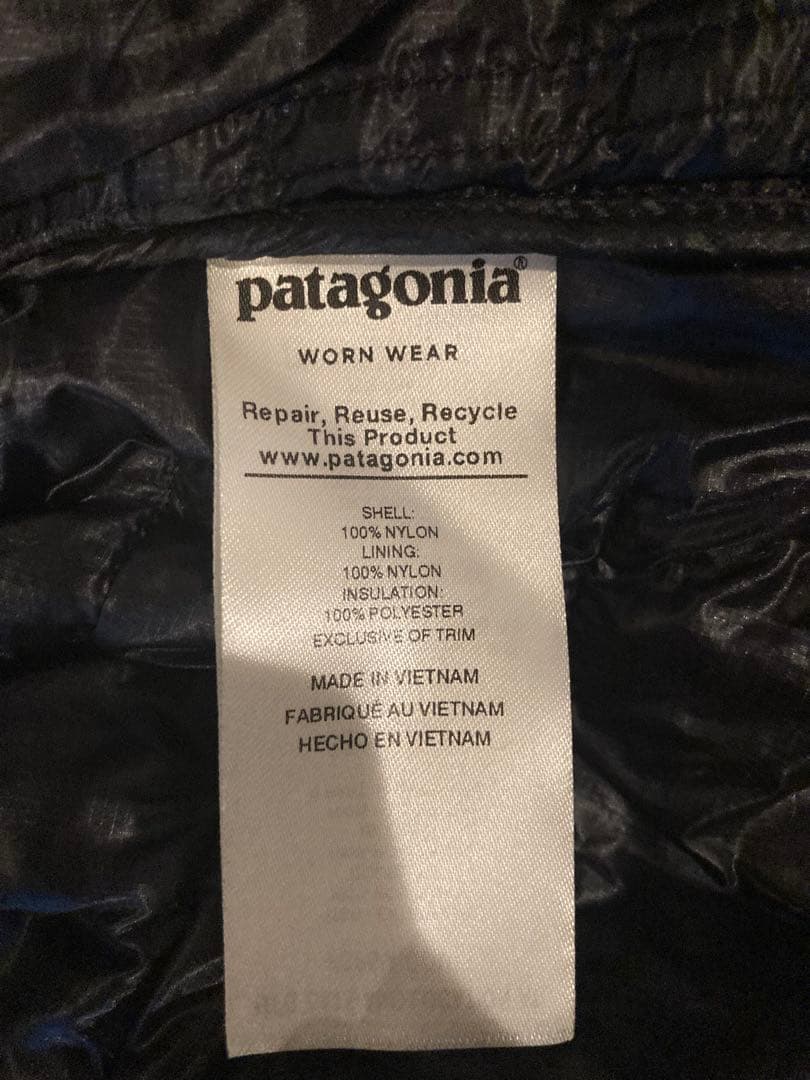 patagonia®
WORN WEAR
Repair, Reuse, Recycle
This Product
www.patagonia.com
SHELL:
100% NYLON
LINING:
100% NYLON
INSULATION:
100% POLYESTER
EXCLUSIVE OF TRIM
MADE IN VIETNAM
FABRIQUÉ AU VIETNAM
HECHO EN VIETNAM